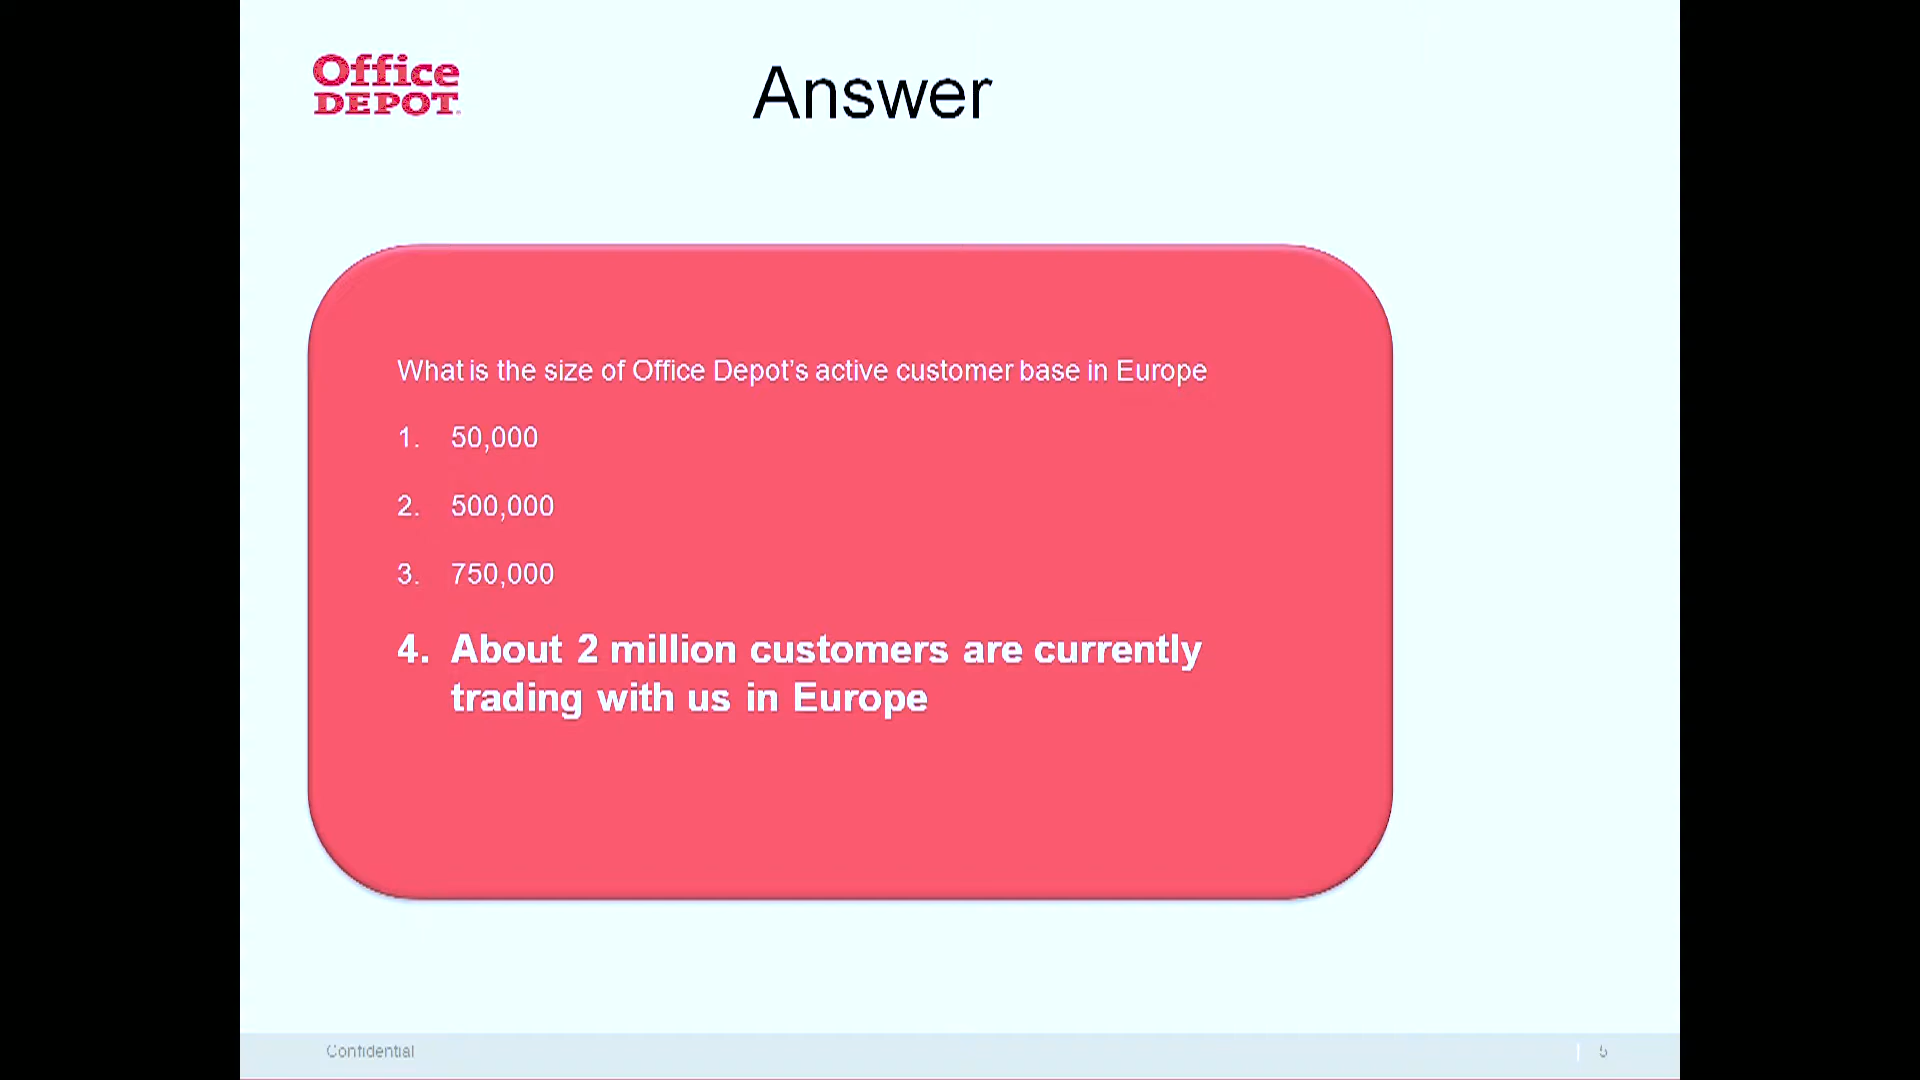 Office
DEPOT
Answer
What is the size of Office Depot's active customer base in Europe
1. 50,000
2. 500,000
3. 750,000
4. About 2 million customers are currently
trading with us in Europe
Confidential
5